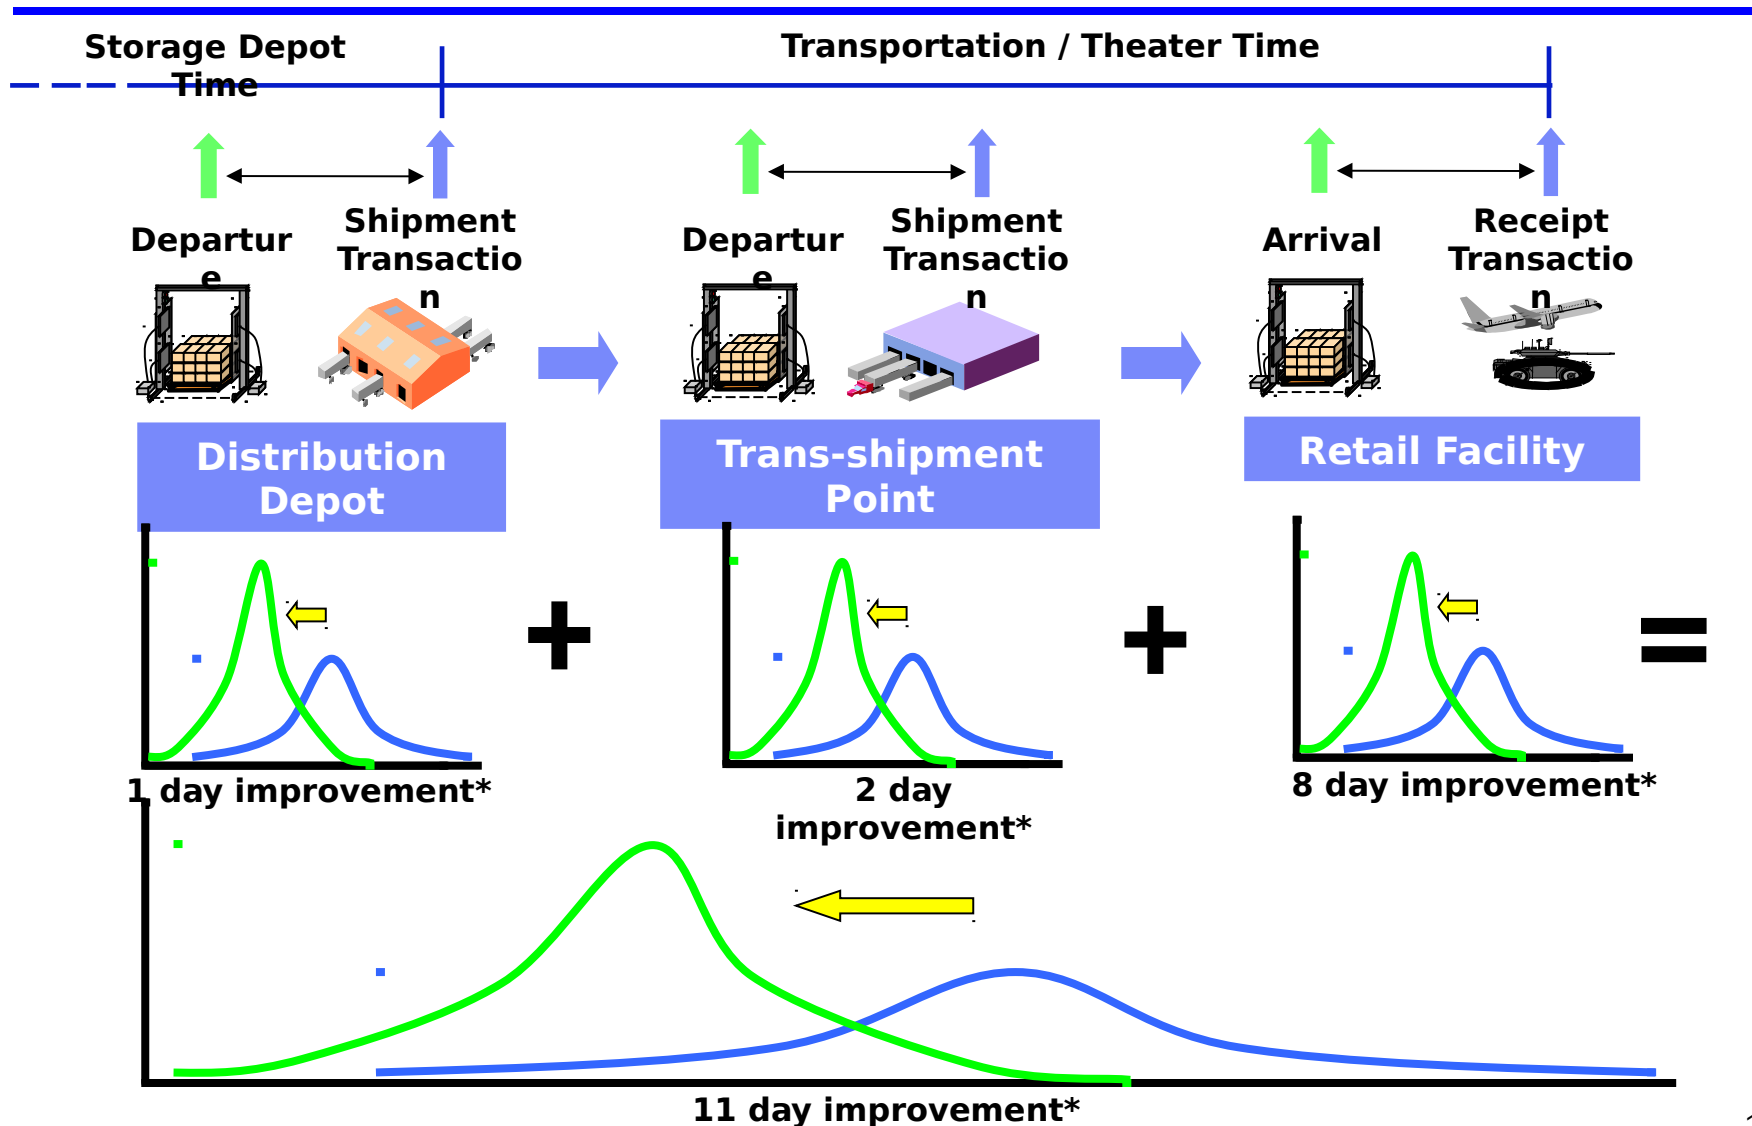 Storage Depot
Time
Transportation / Theater Time
Departur
e
Shipment
Transactio
n
Departur
e
Shipment
Transactio
n
Arrival
Receipt
Transactio
n
Distribution
Depot
Trans-shipment
Point
Retail Facility
+
+
=
1 day improvement*
2 day
improvement*
8 day improvement*
11 day improvement*